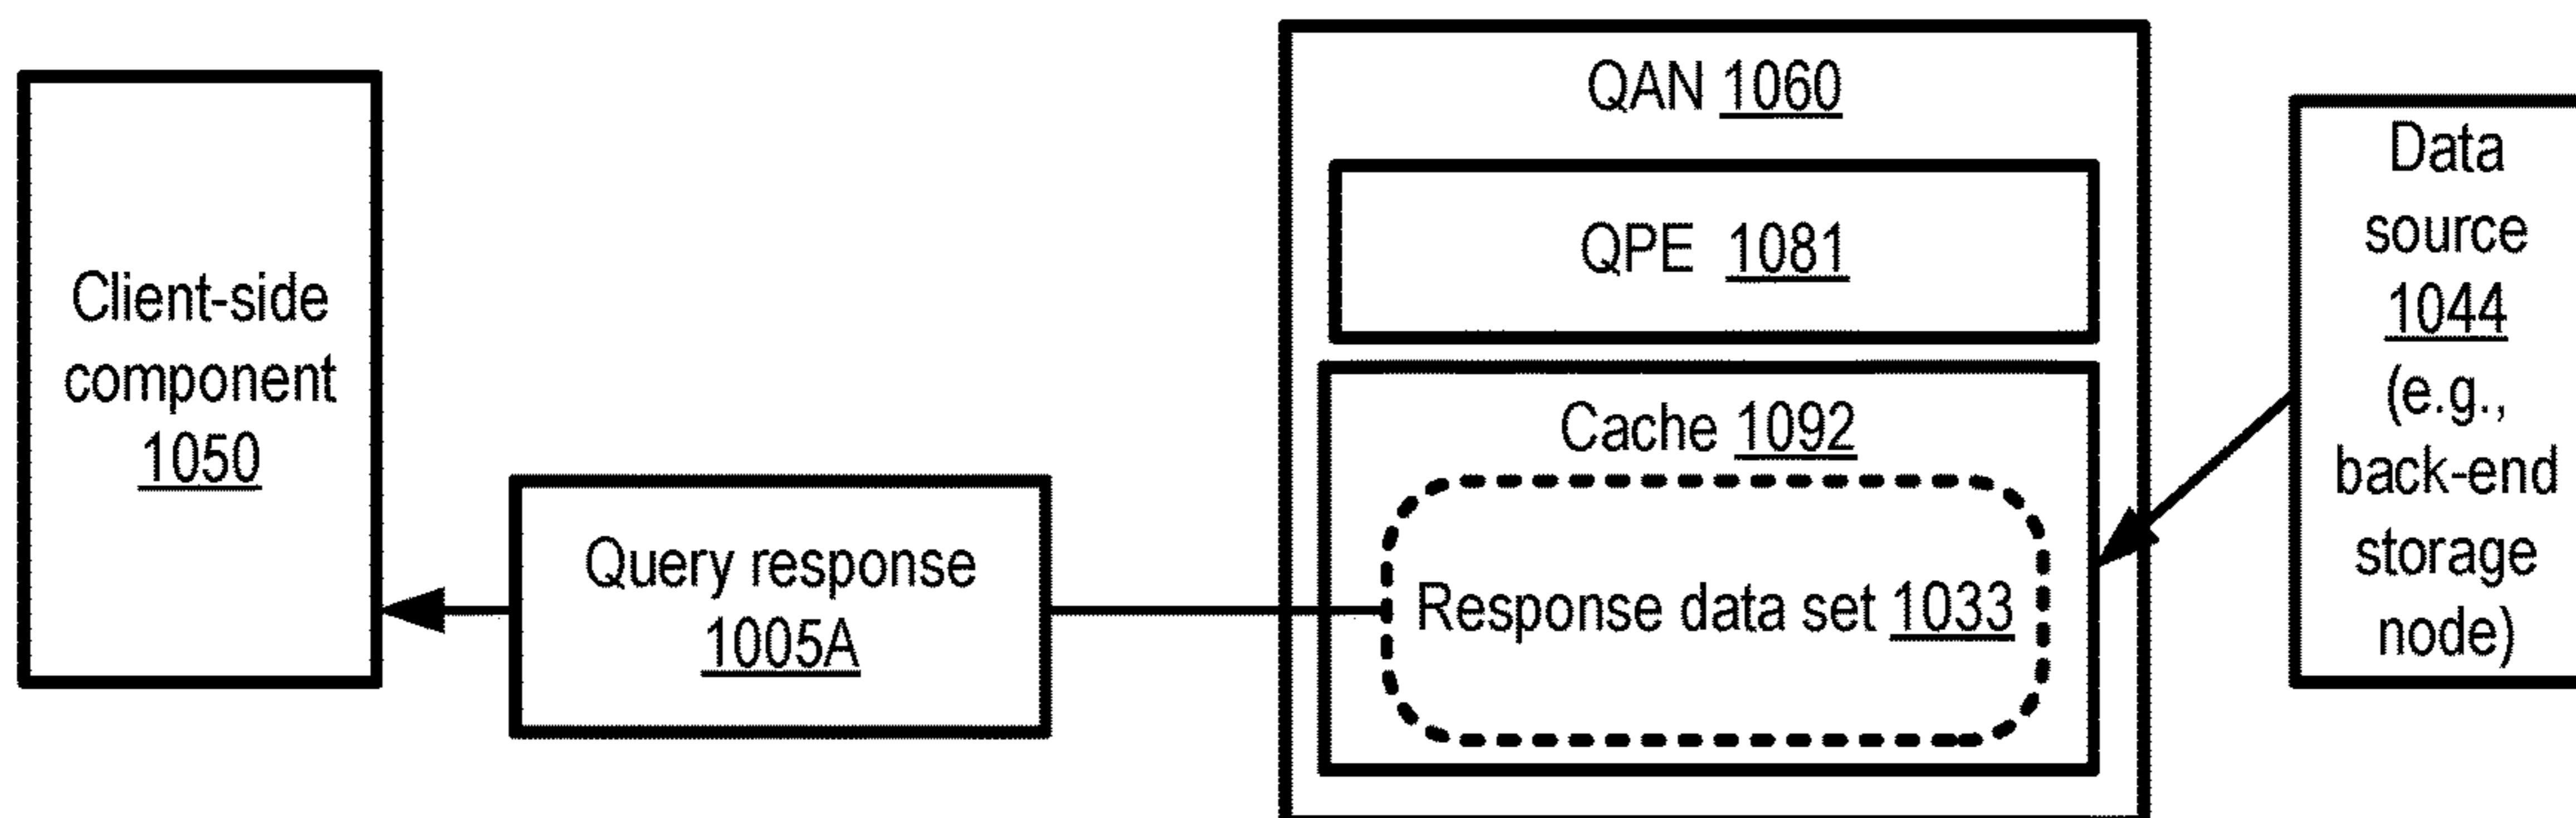 Client-side
component
1050
Query response
1005A
QAN 1060
QPE 1081
Cache 1092
Response data set 1033
Data
source
1044
(e.g.,
back-end
storage
node)